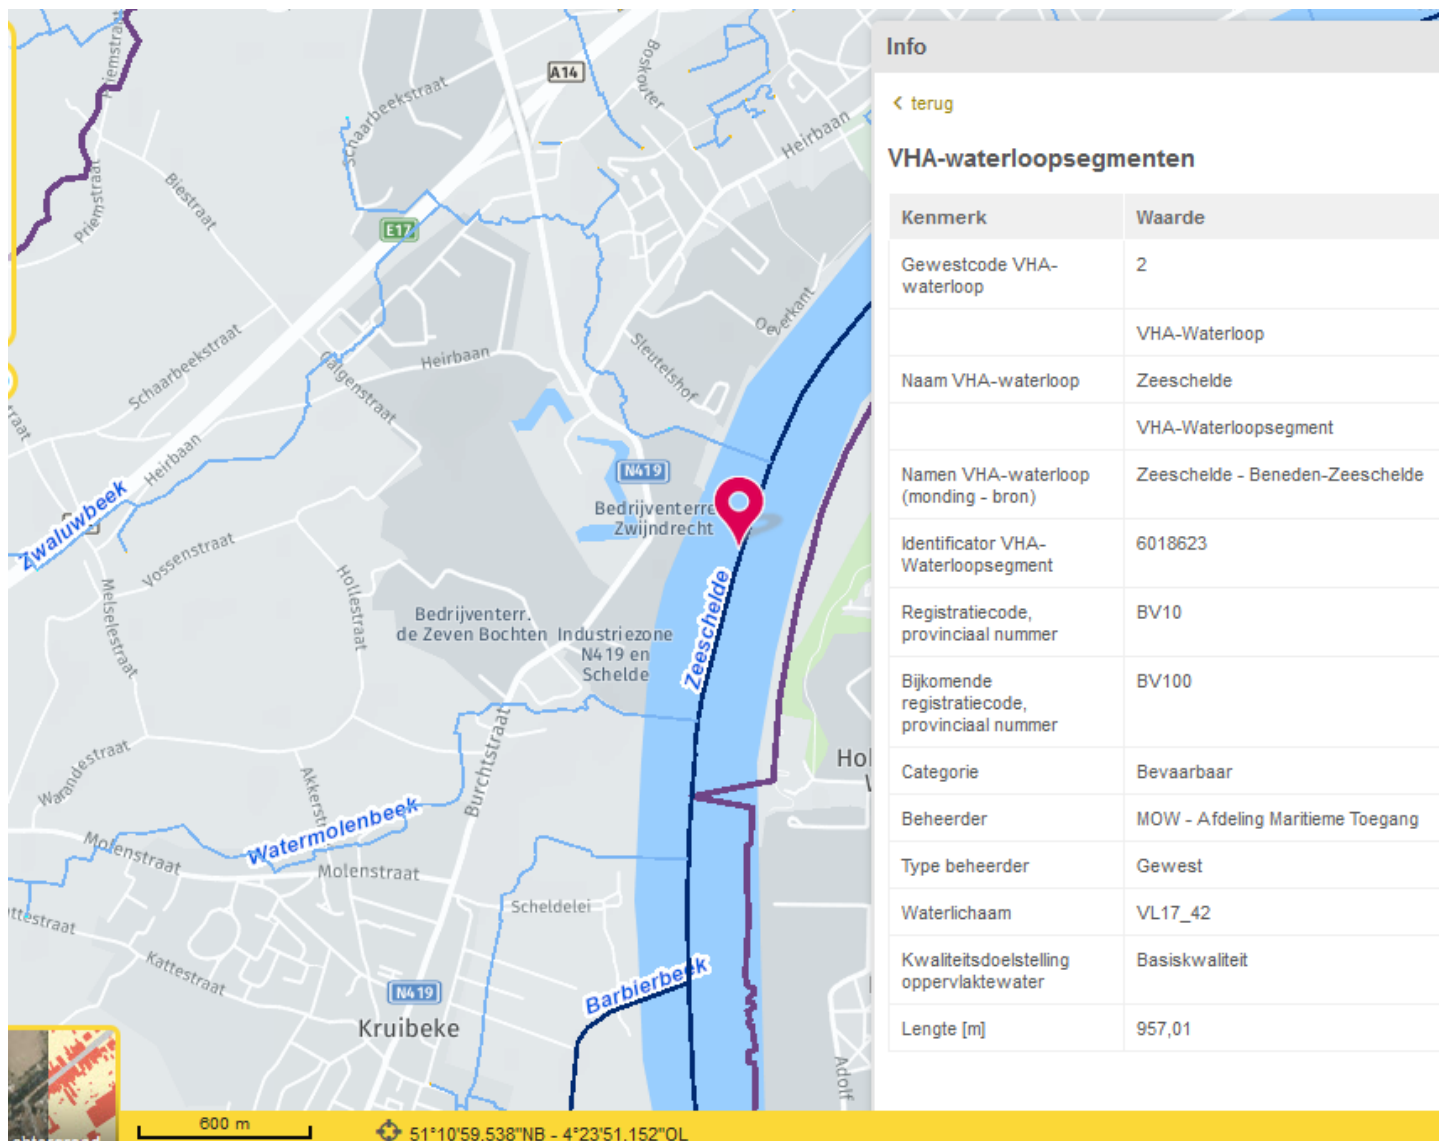 Priemstraat
Schaarbeekstraat
A14
Boskouter
Heirbaan
Priemstraat
Biestraat
E17
Oeverkant
Schaarbeekstraat
Galgenstraat
Heirbaan
Sleutelshof
Heirbaan
N419
Zwaluwbeek
Bedrijventerre
Zwijndrecht
Vossenstraat
Melselestraat
Hollestraat
Bedrijventerr.
de Zeven Bochten
Industriezone
N419 en
Schelde
Zeeschelde
Burchtstraat
Warandestraat
Akkerst
Hol
Watermolenbeek
Molenstraat
Molenstraat
Scheldelei
ttestraat
Kattestraat
N419
Barbierbeek
Kruibeke
Adolf
600 m
51°10'59,538"NB - 4°23'51,152"OL
Info
terug
VHA-waterloopsegmenten
Kenmerk Waarde
Gewestcode VHA- 2
waterloop
VHA-Waterloop
Naam VHA-waterloop Zeeschelde
VHA-Waterloopsegment
Namen VHA-waterloop Zeeschelde - Beneden-Zeeschelde
(monding - bron)
Identificator VHA- 6018623
Waterloopsegment
Registratiecode, BV10
provinciaal nummer
Bijkomende BV100
registratiecode,
provinciaal nummer
Categorie Bevaarbaar
Beheerder MOW - Afdeling Maritieme Toegang
Type beheerder Gewest
Waterlichaam VL17_42
Kwaliteitsdoelstelling Basiskwaliteit
oppervlaktewater
Lengte [m] 957,01